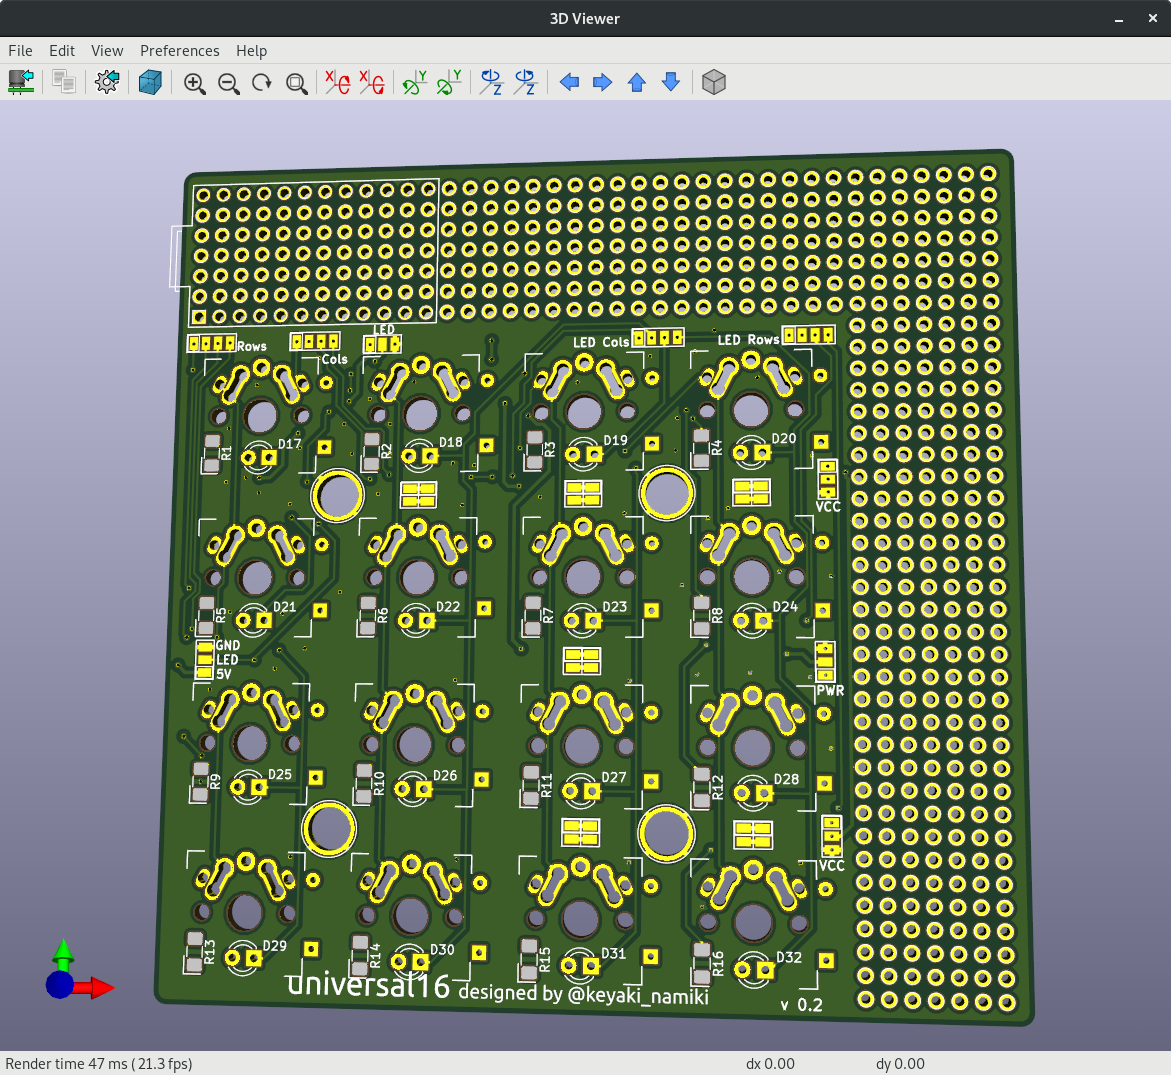 3D Viewer
File Edit View Preferences Help
LED
Rows
Cols
LED Cols
LED Rows
R1 D17 R2 D18 R3 D19 R4 D20
VCC
R5 D21 R6 D22 R7 D23 R8 D24
GND
LED
5V
PWR
R9 D25 R10 D26 R11 D27 R12 D28
VCC
R13 D29 R14 D30 R15 D31 R16 D32
universal16 designed by @keyaki_namiki
v 0.2
Render time 47 ms ( 21.3 fps) dx 0.00 dy 0.00